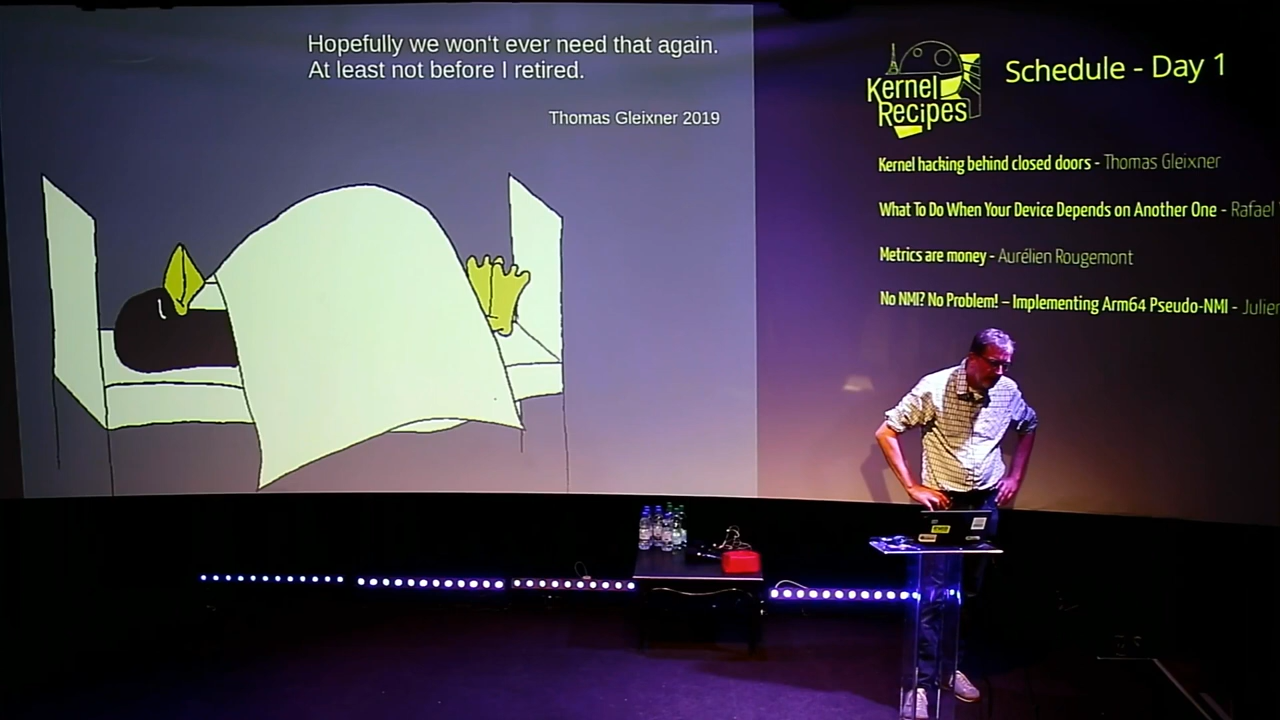 Hopefully we won't ever need that again.
At least not before I retired.
Thomas Gleixner 2019
Kernel
Recipes
Schedule - Day 1
Kernel hacking behind closed doors - Thomas Gleixner
What To Do When Your Device Depends on Another One - Rafael
Metrics are money - Aurélien Rougemont
No NMI? No Problem! – Implementing Arm64 Pseudo-NMI - Julien